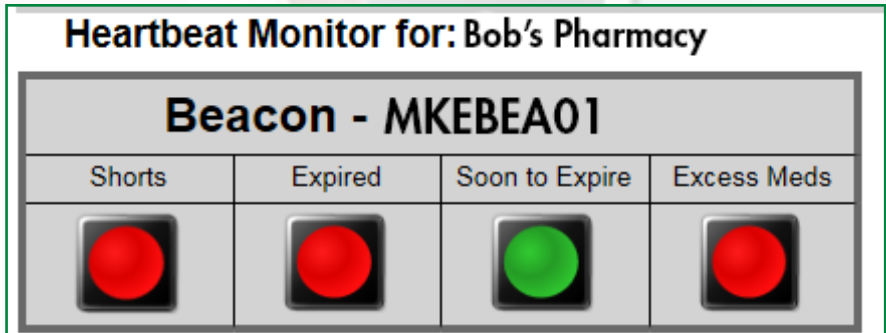 Heartbeat Monitor for: Bob's Pharmacy
Beacon - MKEBEA01
Shorts Expired Soon to Expire Excess Meds